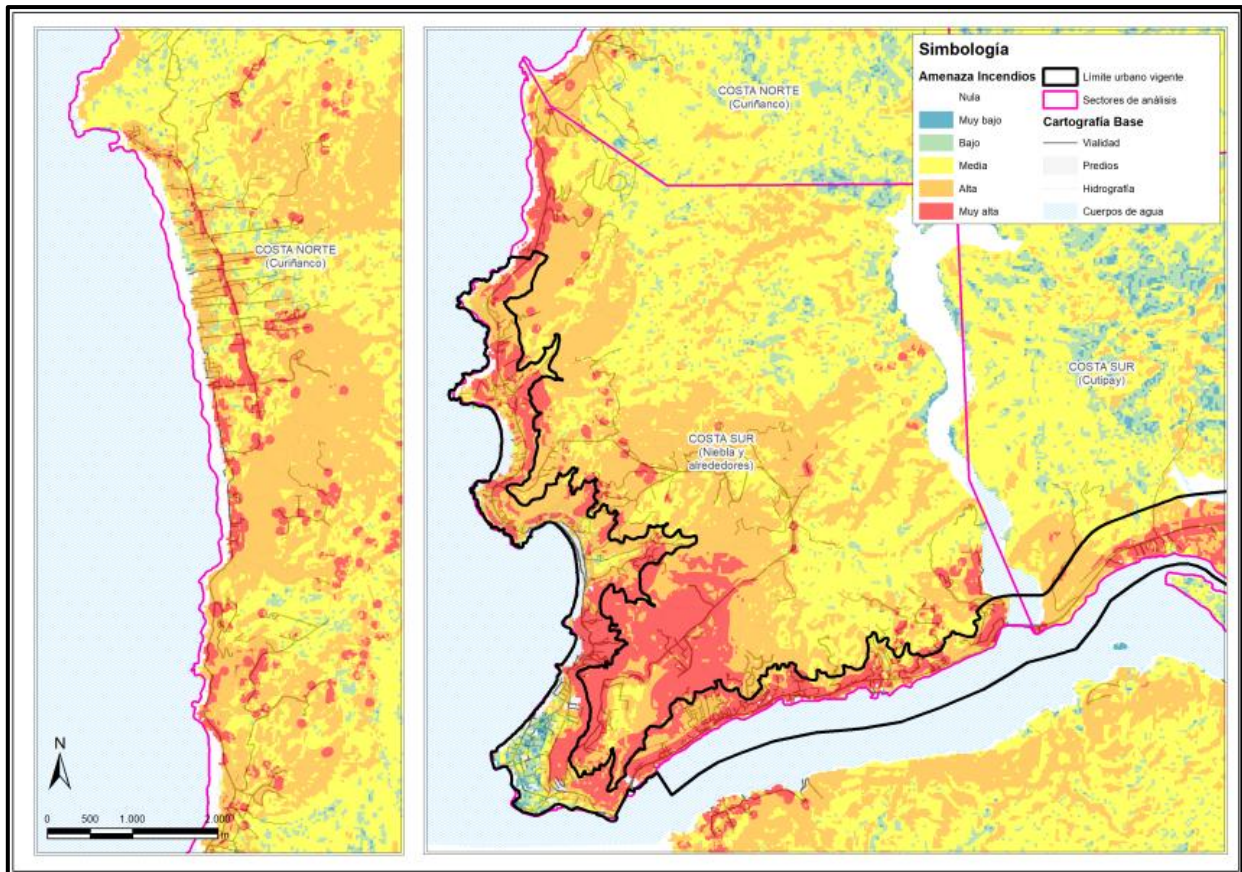 Simbología
Amenaza Incendios
Nula
Muy bajo
Bajo
Media
Alta
Muy alta
Límite urbano vigente
Sectores de análisis
Cartografía Base
Vialidad
Predios
Hidrografía
Cuerpos de agua
COSTA NORTE
(Curiñanco)
COSTA NORTE
(Curiñanco)
COSTA SUR
(Cutipay)
COSTA SUR
(Niebla y
alrededores)
N
0 500 1.000 2.000
m